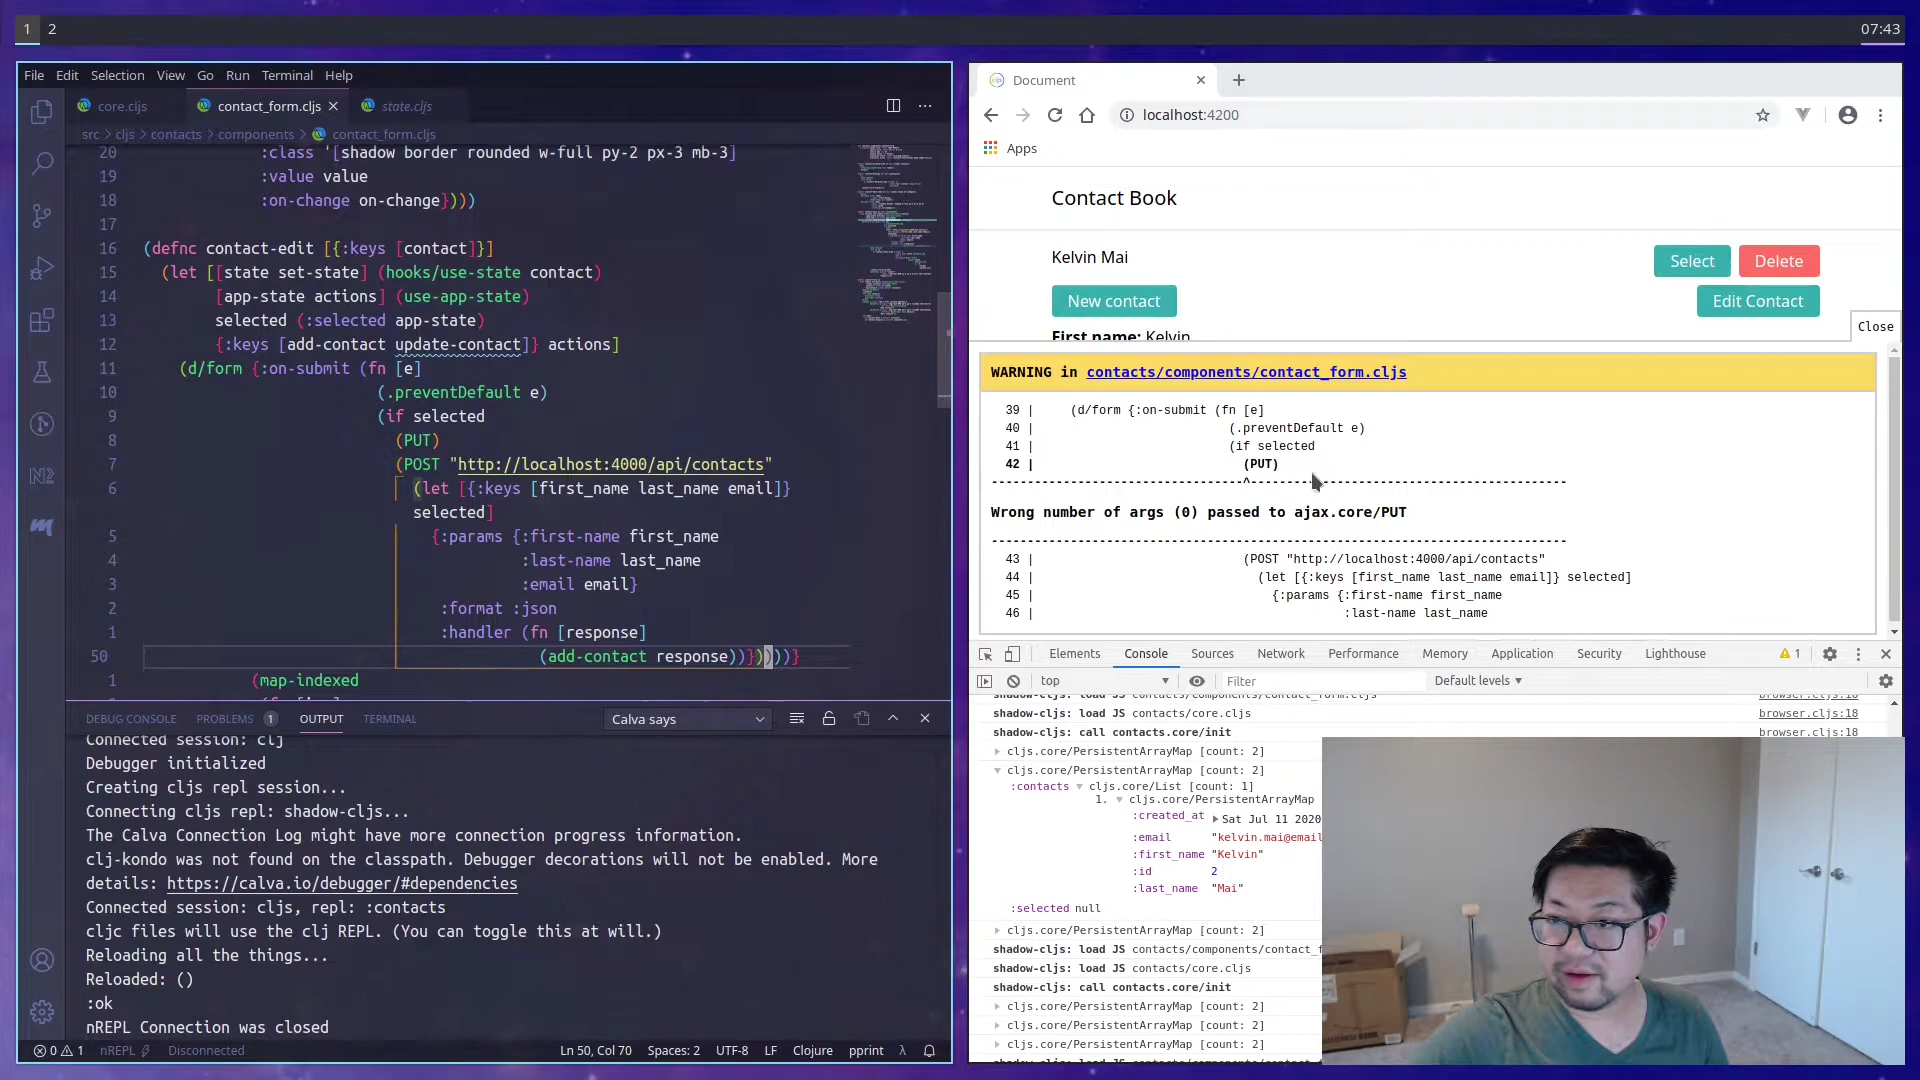 1 2
07:43
File Edit Selection View Go Run Terminal Help
core.cljs contact_form.cljs state.cljs
src > cljs > contacts > components > contact_form.cljs
20 :class '[shadow border rounded w-full py-2 px-3 mb-3]
19 :value value
18 :on-change on-change}))))
17
16 (defnc contact-edit [{:keys [contact]}]
15 (let [[state set-state] (hooks/use-state contact)
14 [app-state actions] (use-app-state)
13 selected (:selected app-state)
12 {:keys [add-contact update-contact]} actions]
11 (d/form {:on-submit (fn [e]
10 (.preventDefault e)
9 (if selected
8 (PUT)
7 (POST "http://localhost:4000/api/contacts"
6 (let [{:keys [first_name last_name email]}
selected]
5 {:params {:first-name first_name
4 :last-name last_name
3 :email email}
2 :format :json
1 :handler (fn [response]
50 (add-contact response))})))))}
1 (map-indexed
DEBUG CONSOLE PROBLEMS 1 OUTPUT TERMINAL
Calva says
Connected session: clj
Debugger initialized
Creating cljs repl session...
Connecting cljs repl: shadow-cljs...
The Calva Connection Log might have more connection progress information.
clj-kondo was not found on the classpath. Debugger decorations will not be enabled. More
details: https://calva.io/debugger/#dependencies
Connected session: cljs, repl: :contacts
cljc files will use the clj REPL. (You can toggle this at will.)
Reloading all the things...
Reloaded: ()
:ok
nREPL Connection was closed
0 1 nREPL Disconnected Ln 50, Col 70 Spaces: 2 UTF-8 LF Clojure pprint λ
Document
localhost:4200
Apps
Contact Book
Kelvin Mai
Select Delete
New contact
Edit Contact
First name: Kelvin
Close
WARNING in contacts/components/contact_form.cljs
39 | (d/form {:on-submit (fn [e]
40 | (.preventDefault e)
41 | (if selected
42 | (PUT)
----------------------------------^--------------------------------------------
Wrong number of args (0) passed to ajax.core/PUT
--------------------------------------------------------------------------------
43 | (POST "http://localhost:4000/api/contacts"
44 | (let [{:keys [first_name last_name email]} selected]
45 | {:params {:first-name first_name
46 | :last-name last_name
Elements Console Sources Network Performance Memory Application Security Lighthouse 1
top Filter Default levels
shadow-cljs: load JS contacts/components/contact_form.cljs browser.cljs:18
shadow-cljs: load JS contacts/core.cljs browser.cljs:18
shadow-cljs: call contacts.core/init browser.cljs:18
cljs.core/PersistentArrayMap [count: 2]
cljs.core/PersistentArrayMap [count: 2]
:contacts cljs.core/List [count: 1]
1. cljs.core/PersistentArrayMap
:created_at Sat Jul 11 2020
:email "kelvin.mai@email
:first_name "Kelvin"
:id 2
:last_name "Mai"
:selected null
cljs.core/PersistentArrayMap [count: 2]
shadow-cljs: load JS contacts/components/contact_f
shadow-cljs: load JS contacts/core.cljs
shadow-cljs: call contacts.core/init
cljs.core/PersistentArrayMap [count: 2]
cljs.core/PersistentArrayMap [count: 2]
cljs.core/PersistentArrayMap [count: 2]